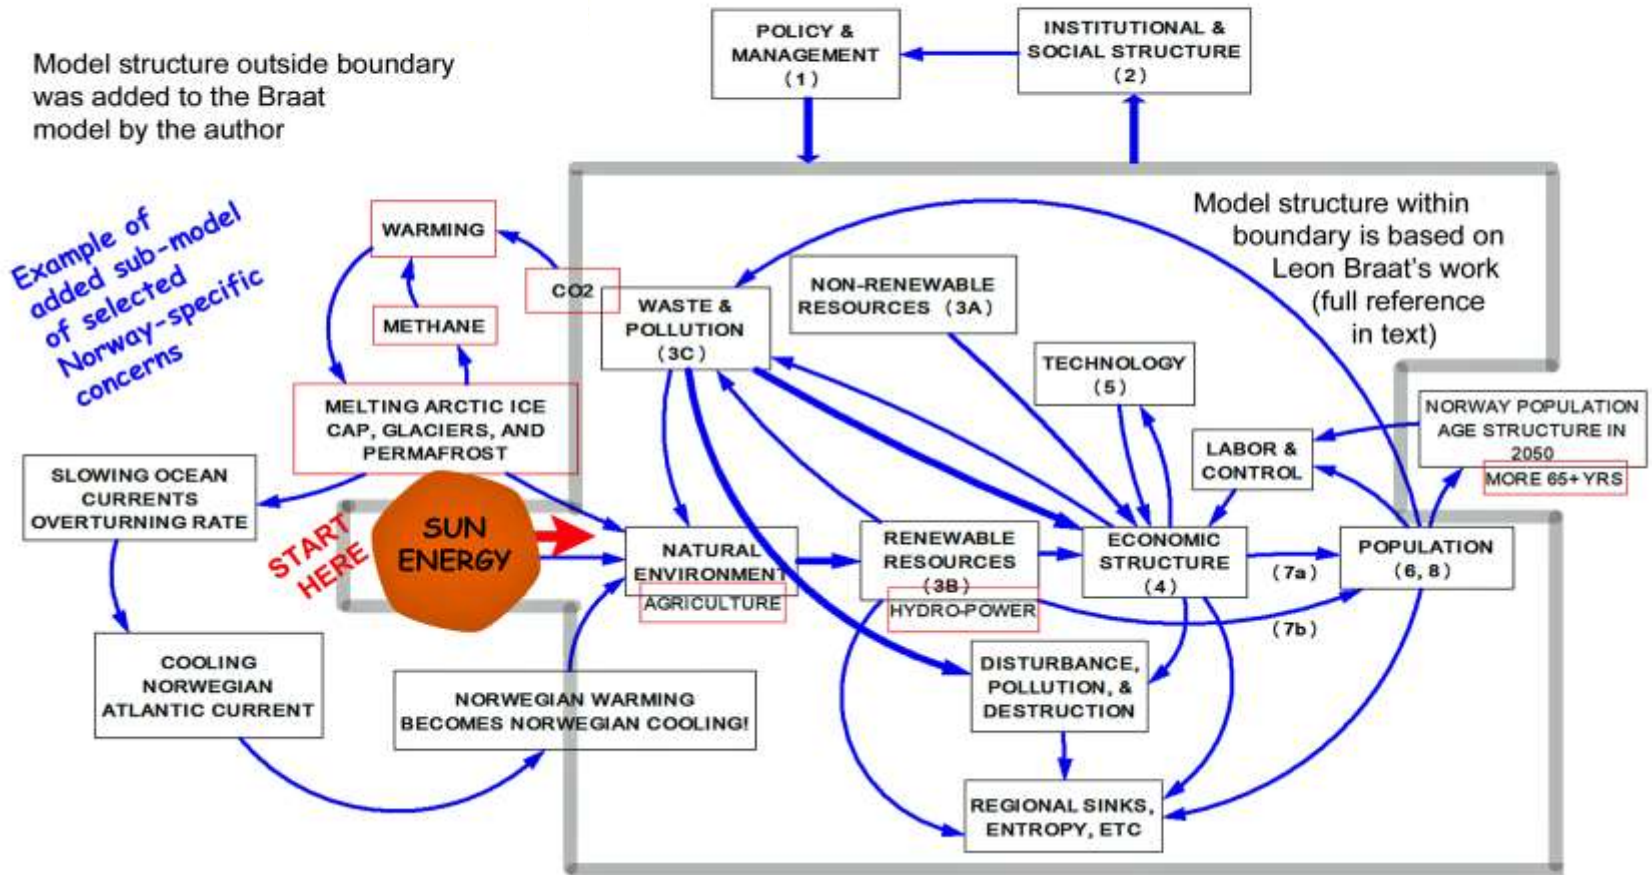 POLICY &
MANAGEMENT
(1)
INSTITUTIONAL &
SOCIAL STRUCTURE
(2)
Model structure outside boundary
was added to the Braat
model by the author
Example of
added sub-model
of selected
Norway-specific
concerns
Model structure within
boundary is based on
Leon Braat's work
(full reference
in text)
WARMING
CO2
METHANE
WASTE &
POLLUTION
(3C)
NON-RENEWABLE
RESOURCES (3A)
TECHNOLOGY
(5)
MELTING ARCTIC ICE
CAP, GLACIERS, AND
PERMAFROST
LABOR &
CONTROL
NORWAY POPULATION
AGE STRUCTURE IN
2050
MORE 65+ YRS
SLOWING OCEAN
CURRENTS
OVERTURNING RATE
START
HERE
SUN
ENERGY
NATURAL
ENVIRONMENT
AGRICULTURE
RENEWABLE
RESOURCES
(3B)
HYDRO-POWER
ECONOMIC
STRUCTURE
(4)
(7a)
(7b)
POPULATION
(6, 8)
COOLING
NORWEGIAN
ATLANTIC CURRENT
NORWEGIAN WARMING
BECOMES NORWEGIAN COOLING!
DISTURBANCE,
POLLUTION, &
DESTRUCTION
REGIONAL SINKS,
ENTROPY, ETC